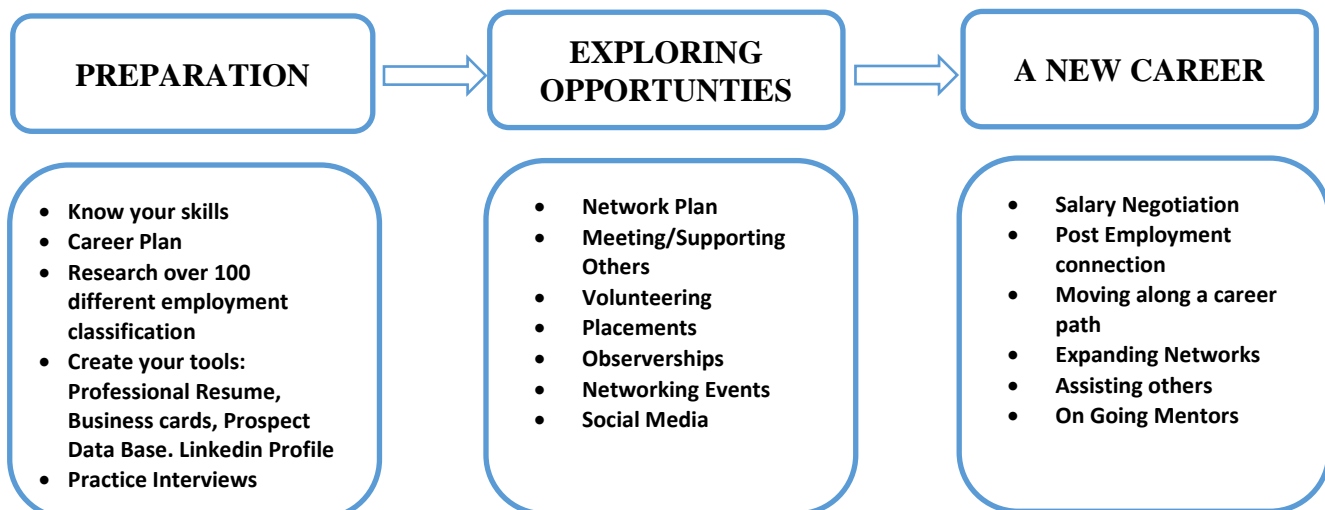 PREPARATION
EXPLORING
OPPORTUNTIES
A NEW CAREER
• Know your skills
• Career Plan
• Research over 100
different employment
classification
• Create your tools:
Professional Resume,
Business cards, Prospect
Data Base. Linkedin Profile
• Practice Interviews
• Network Plan
• Meeting/Supporting
Others
• Volunteering
• Placements
• Observerships
• Networking Events
• Social Media
• Salary Negotiation
• Post Employment
connection
• Moving along a career
path
• Expanding Networks
• Assisting others
• On Going Mentors